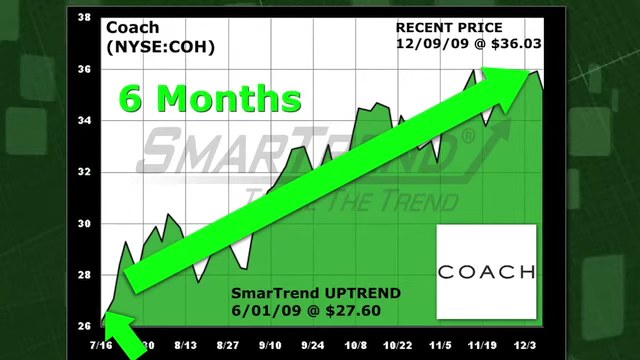 Coach
(NYSE:COH)
RECENT PRICE
12/09/09 @ $36.03
6 Months
SMARTREND®
THE TREND
COACH
SmarTrend UPTREND
6/01/09 @ $27.60
38
36
34
32
30
28
26
7/16 8/13 8/27 9/10 9/24 10/8 10/22 11/5 11/19 12/3